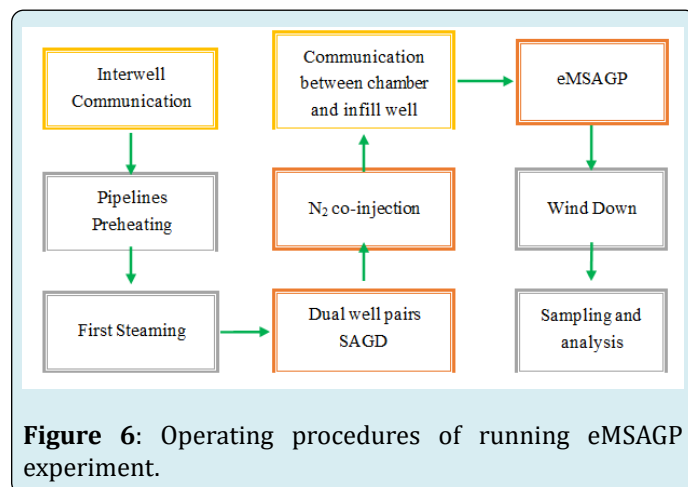 Interwell
Communication
Pipelines
Preheating
First Steaming
Dual well pairs
SAGD
N₂ co-injection
Communication
between chamber
and infill well
eMSAGP
Wind Down
Sampling and
analysis
Figure 6: Operating procedures of running eMSAGP
experiment.